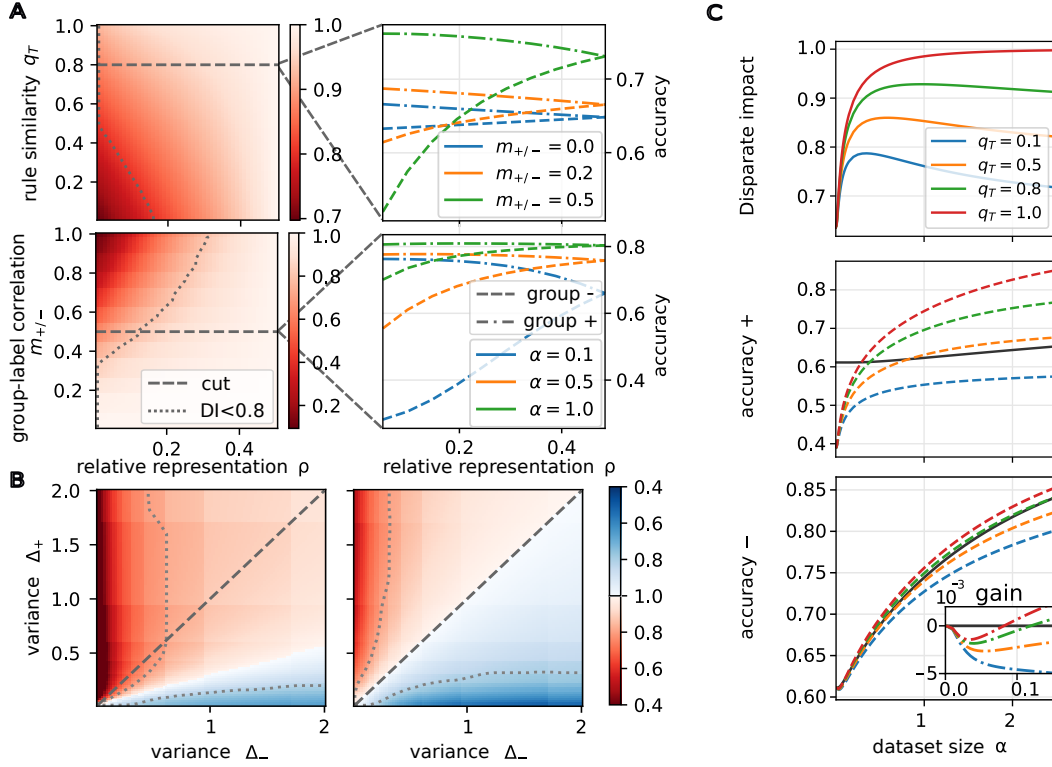 A
rule similarity q_T
1.0
0.8
0.6
0.4
0.2
1.0
0.9
0.8
0.7
0.7
0.6
accuracy
m_{+/−} = 0.0
m_{+/−} = 0.2
m_{+/−} = 0.5
group-label correlation
m_{+/−}
1.0
0.8
0.6
0.4
0.2
cut
DI<0.8
0.2
0.4
1.0
0.8
0.6
0.4
0.2
0.8
0.6
0.4
accuracy
group -
group +
α = 0.1
α = 0.5
α = 1.0
0.2
0.4
relative representation ρ
relative representation ρ
B
variance Δ₊
2.0
1.5
1.0
0.5
1
2
variance Δ₋
1
2
variance Δ₋
0.4
0.6
0.8
1.0
0.8
0.6
0.4
C
Disparate impact
1.0
0.9
0.8
0.7
q_T = 0.1
q_T = 0.5
q_T = 0.8
q_T = 1.0
accuracy +
0.8
0.7
0.6
0.5
0.4
accuracy −
0.85
0.80
0.75
0.70
0.65
0.60
10⁻³
gain
0
−5
0.0
0.1
1
2
dataset size α